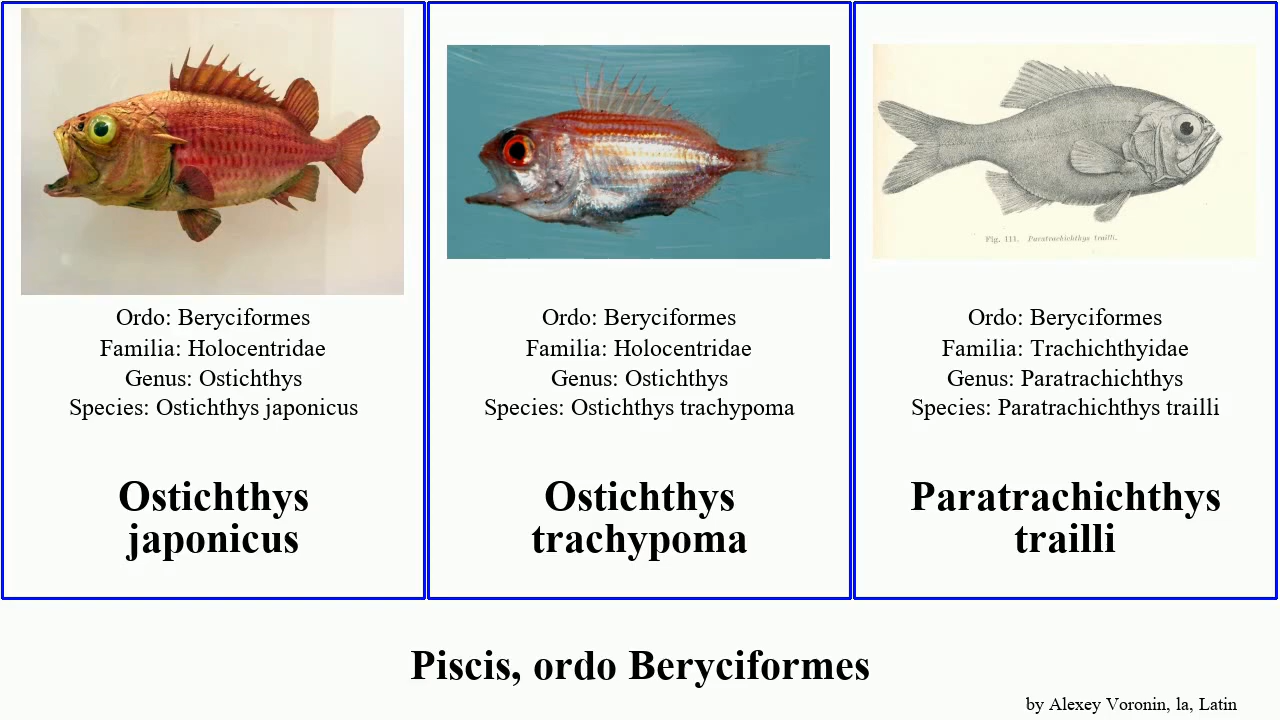 Fig. 111. Paratrachichthys trailli.
Ordo: Beryciformes
Familia: Holocentridae
Genus: Ostichthys
Species: Ostichthys japonicus
Ostichthys
japonicus
Ordo: Beryciformes
Familia: Holocentridae
Genus: Ostichthys
Species: Ostichthys trachypoma
Ostichthys
trachypoma
Ordo: Beryciformes
Familia: Trachichthyidae
Genus: Paratrachichthys
Species: Paratrachichthys trailli
Paratrachichthys
trailli
Piscis, ordo Beryciformes
by Alexey Voronin, la, Latin